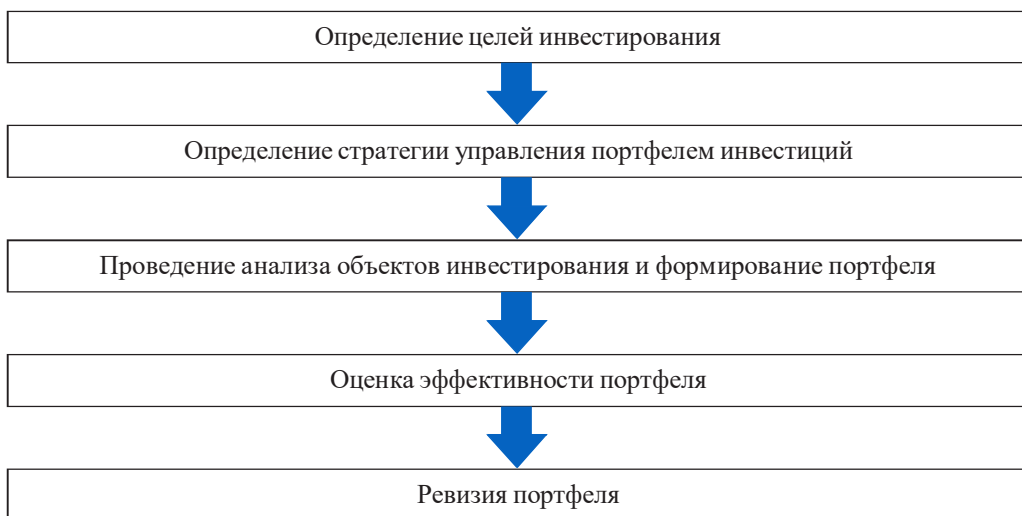 Определение целей инвестирования
Определение стратегии управления портфелем инвестиций
Проведение анализа объектов инвестирования и формирование портфеля
Оценка эффективности портфеля
Ревизия портфеля